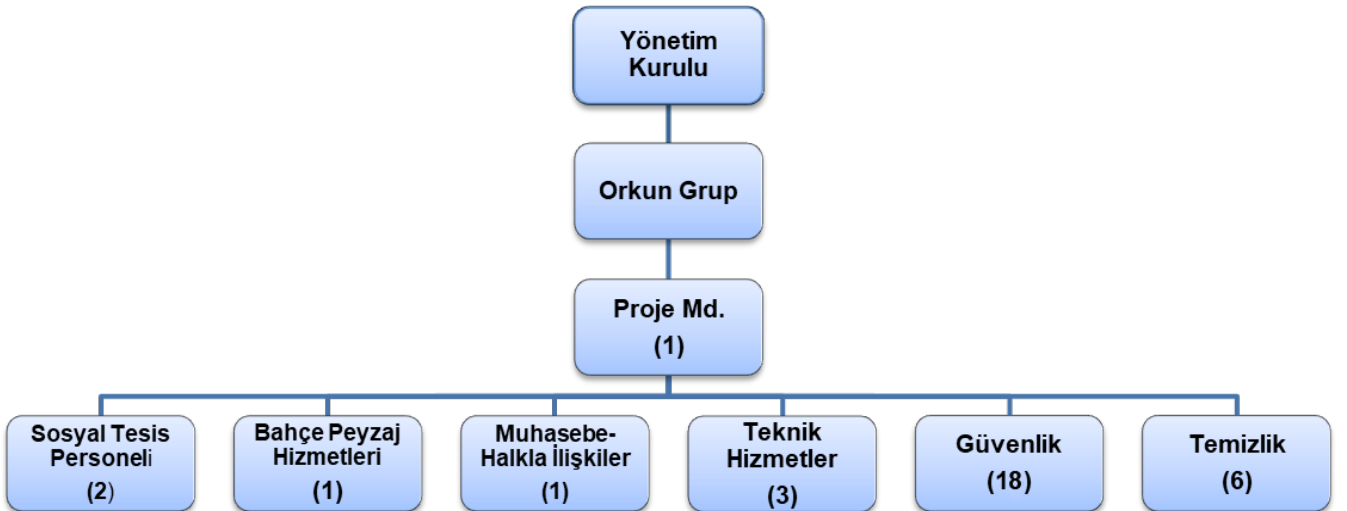 Yönetim
Kurulu
Orkun Grup
Proje Md.
(1)
Sosyal Tesis
Personeli
(2)
Bahçe Peyzaj
Hizmetleri
(1)
Muhasebe-
Halkla İlişkiler
(1)
Teknik
Hizmetler
(3)
Güvenlik
(18)
Temizlik
(6)